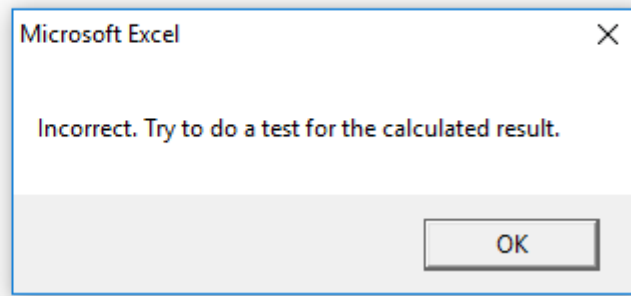 Microsoft Excel
Incorrect. Try to do a test for the calculated result.
OK